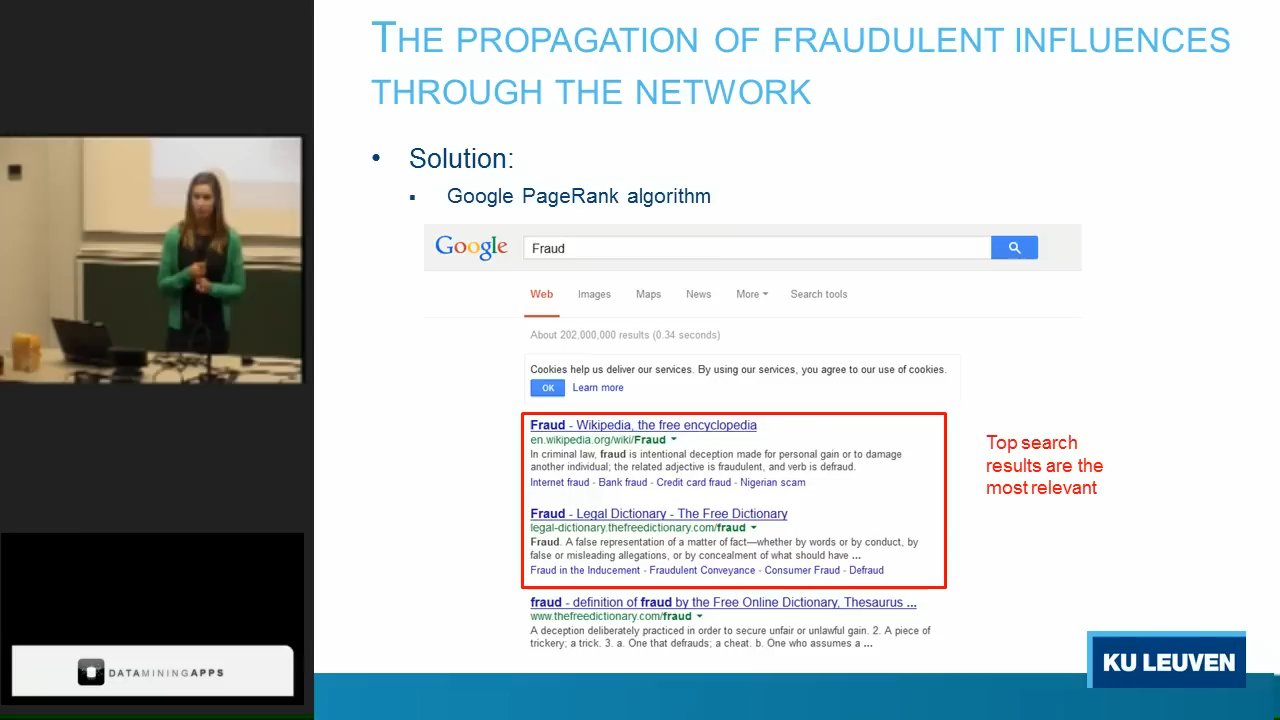 THE PROPAGATION OF FRAUDULENT INFLUENCES
THROUGH THE NETWORK
• Solution:
▪ Google PageRank algorithm
Google Fraud
Web Images Maps News More Search tools
About 202,000,000 results (0.34 seconds)
Cookies help us deliver our services. By using our services, you agree to our use of cookies.
OK Learn more
Fraud - Wikipedia, the free encyclopedia
en.wikipedia.org/wiki/Fraud
In criminal law, fraud is intentional deception made for personal gain or to damage
another individual; the related adjective is fraudulent, and verb is defraud.
Internet fraud - Bank fraud - Credit card fraud - Nigerian scam
Fraud - Legal Dictionary - The Free Dictionary
legal-dictionary.thefreedictionary.com/fraud
Fraud. A false representation of a matter of fact—whether by words or by conduct, by
false or misleading allegations, or by concealment of what should have ...
Fraud in the Inducement - Fraudulent Conveyance - Consumer Fraud - Defraud
fraud - definition of fraud by the Free Online Dictionary, Thesaurus ...
www.thefreedictionary.com/fraud
A deception deliberately practiced in order to secure unfair or unlawful gain. 2. A piece of
trickery; a trick. 3. a. One that defrauds; a cheat. b. One who assumes a ...
Top search
results are the
most relevant
KU LEUVEN
DATAMININGAPPS